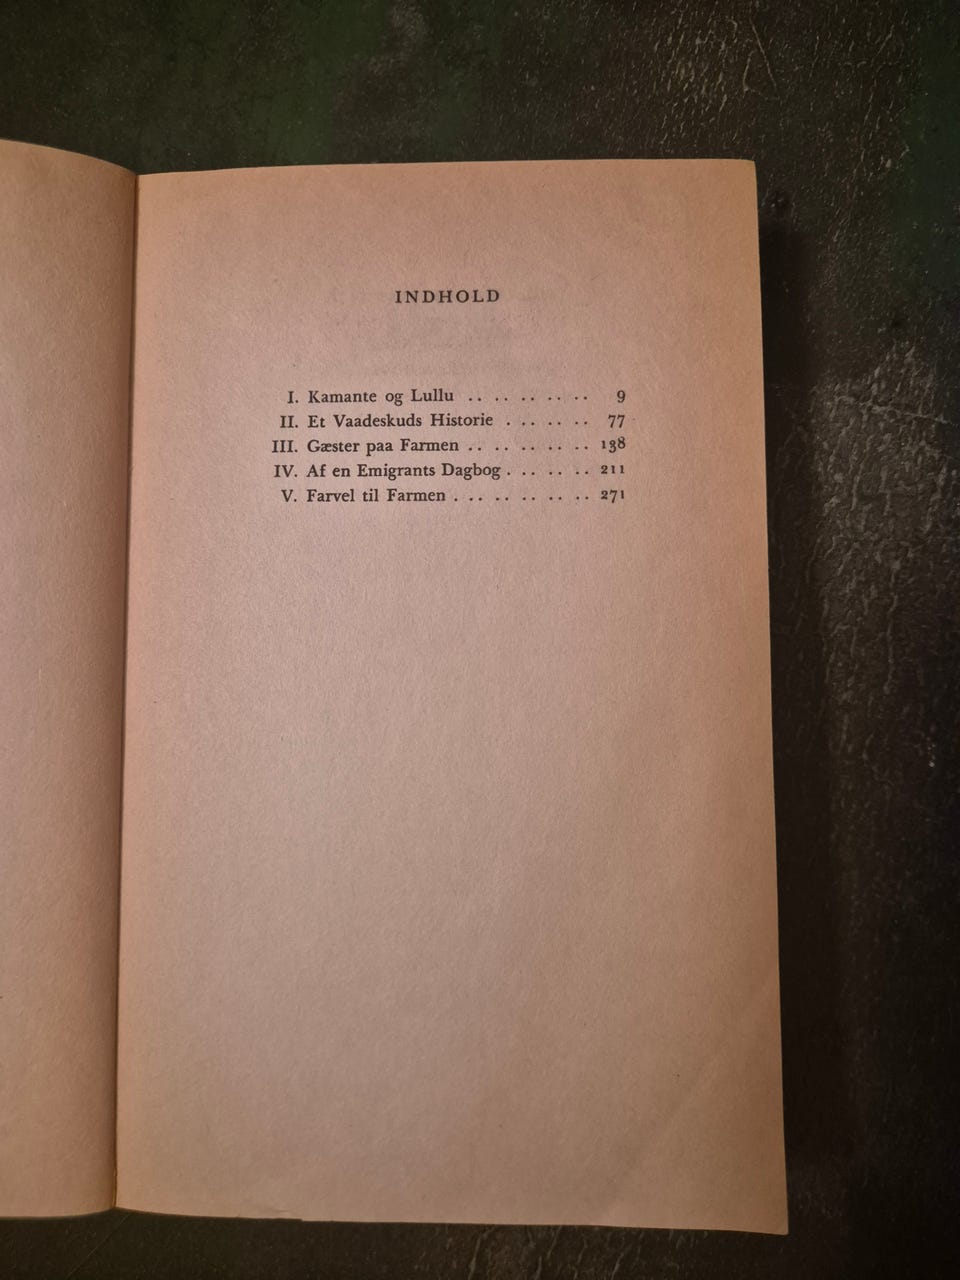 INDHOLD
I. Kamante og Lullu .. .. .. .. .. 9
II. Et Vaadeskuds Historie . .. .. .. 77
III. Gæster paa Farmen .. .. .. .. .. 138
IV. Af en Emigrants Dagbog . .. .. .. 211
V. Farvel til Farmen . .. .. .. .. .. 271